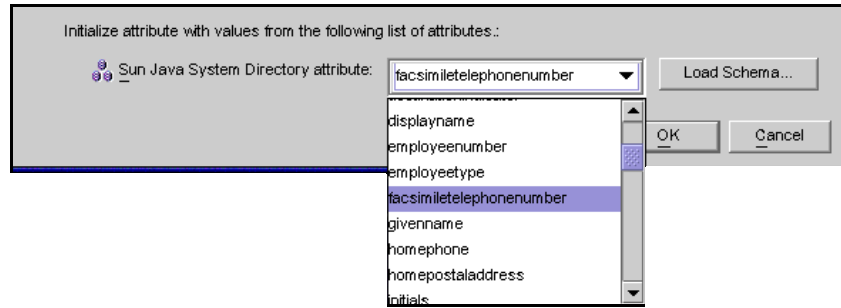 Initialize attribute with values from the following list of attributes.:
Sun Java System Directory attribute:
facsimiletelephonenumber
Load Schema...
displayname
employeenumber
employeetype
facsimiletelephonenumber
givenname
homephone
homepostaladdress
initials
OK
Cancel